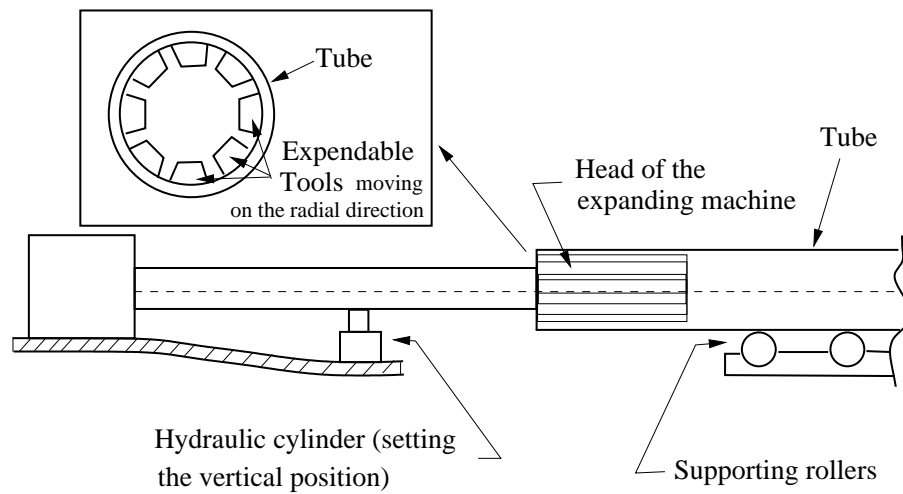 Tube
Expendable
Tools moving
on the radial direction
Head of the
expanding machine
Tube
Hydraulic cylinder (setting
the vertical position)
Supporting rollers